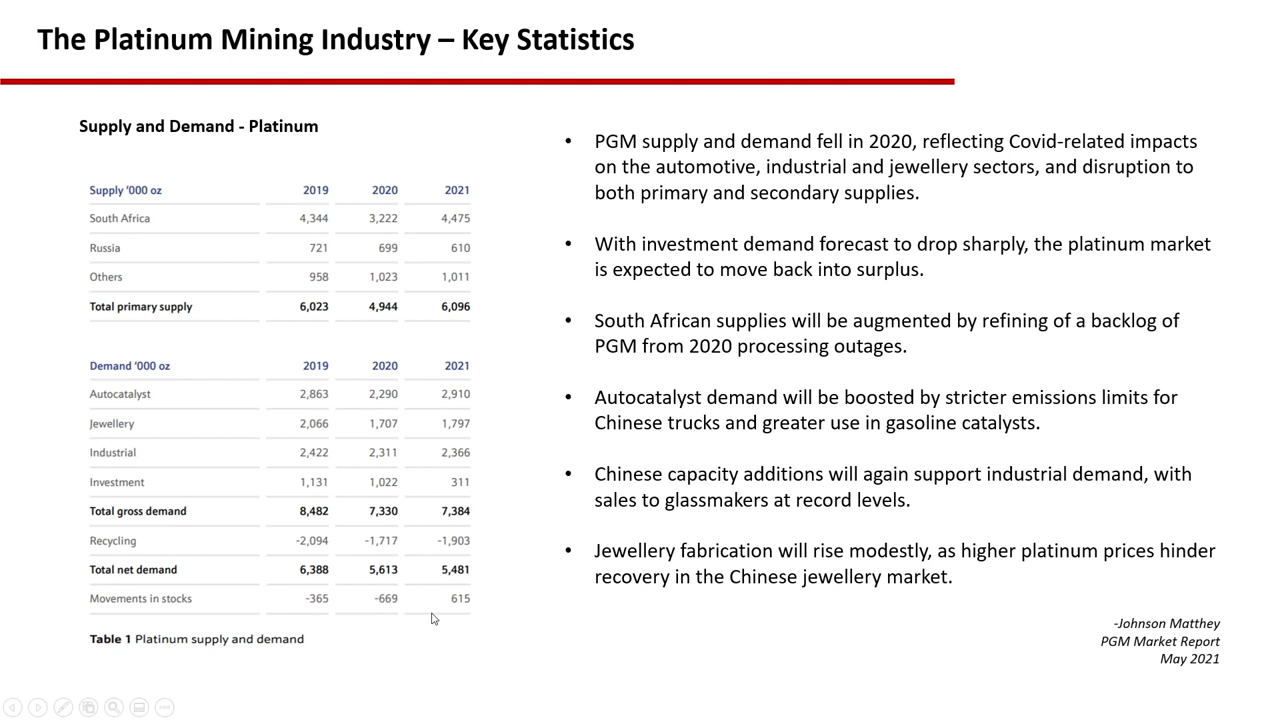 The Platinum Mining Industry – Key Statistics
Supply and Demand - Platinum
Supply ‘000 oz 2019 2020 2021
South Africa 4,344 3,222 4,475
Russia 721 699 610
Others 958 1,023 1,011
Total primary supply 6,023 4,944 6,096
Demand ‘000 oz 2019 2020 2021
Autocatalyst 2,863 2,290 2,910
Jewellery 2,066 1,707 1,797
Industrial 2,422 2,311 2,366
Investment 1,131 1,022 311
Total gross demand 8,482 7,330 7,384
Recycling -2,094 -1,717 -1,903
Total net demand 6,388 5,613 5,481
Movements in stocks -365 -669 615
Table 1 Platinum supply and demand
• PGM supply and demand fell in 2020, reflecting Covid-related impacts
on the automotive, industrial and jewellery sectors, and disruption to
both primary and secondary supplies.
• With investment demand forecast to drop sharply, the platinum market
is expected to move back into surplus.
• South African supplies will be augmented by refining of a backlog of
PGM from 2020 processing outages.
• Autocatalyst demand will be boosted by stricter emissions limits for
Chinese trucks and greater use in gasoline catalysts.
• Chinese capacity additions will again support industrial demand, with
sales to glassmakers at record levels.
• Jewellery fabrication will rise modestly, as higher platinum prices hinder
recovery in the Chinese jewellery market.
-Johnson Matthey
PGM Market Report
May 2021